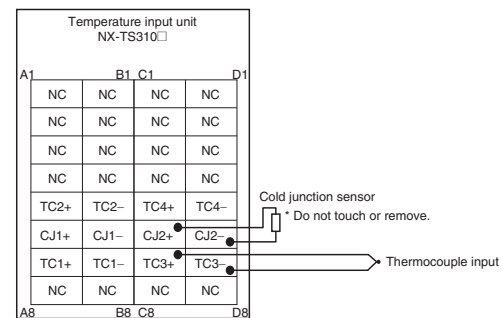 Temperature input unit
NX-TS310□
A1 B1 C1 D1
NC NC NC NC
NC NC NC NC
NC NC NC NC
NC NC NC NC
TC2+ TC2– TC4+ TC4–
Cold junction sensor
* Do not touch or remove.
CJ1+ CJ1– CJ2+ CJ2–
TC1+ TC1– TC3+ TC3–
Thermocouple input
NC NC NC NC
A8 B8 C8 D8